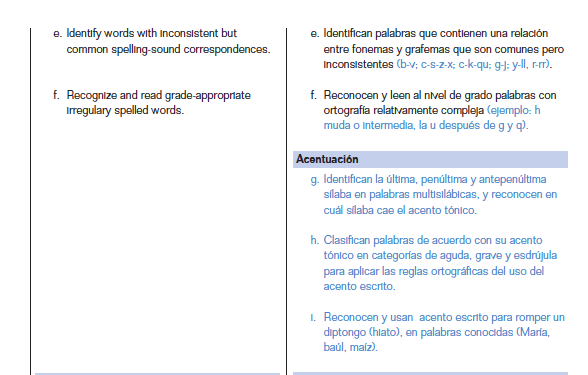 e. Identify words with inconsistent but
common spelling-sound correspondences.
f. Recognize and read grade-appropriate
irregulary spelled words.
e. Identifican palabras que contienen una relación
entre fonemas y grafemas que son comunes pero
inconsistentes (b-v; c-s-z-x; c-k-qu; g-j; y-ll, r-rr).
f. Reconocen y leen al nivel de grado palabras con
ortografía relativamente compleja (ejemplo: h
muda o intermedia, la u después de g y q).
Acentuación
g. Identifican la última, penúltima y antepenúltima
sílaba en palabras multisilábicas, y reconocen en
cuál sílaba cae el acento tónico.
h. Clasifican palabras de acuerdo con su acento
tónico en categorías de aguda, grave y esdrújula
para aplicar las reglas ortográficas del uso del
acento escrito.
i. Reconocen y usan acento escrito para romper un
diptongo (hiato), en palabras conocidas (María,
baúl, maíz).